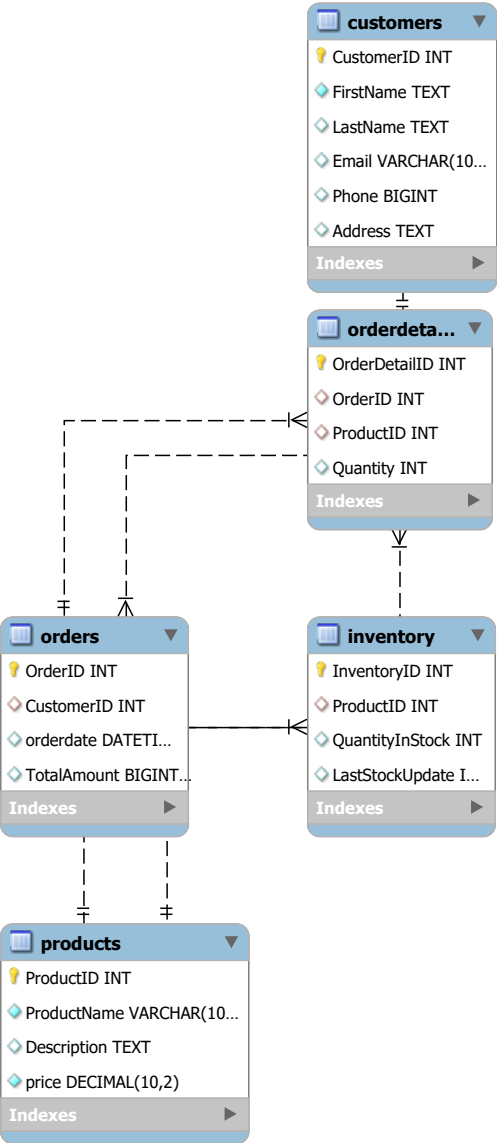 customers
CustomerID INT
FirstName TEXT
LastName TEXT
Email VARCHAR(10...
Phone BIGINT
Address TEXT
Indexes
orderdeta...
OrderDetailID INT
OrderID INT
ProductID INT
Quantity INT
Indexes
orders
OrderID INT
CustomerID INT
orderdate DATETI...
TotalAmount BIGINT...
Indexes
inventory
InventoryID INT
ProductID INT
QuantityInStock INT
LastStockUpdate I...
Indexes
products
ProductID INT
ProductName VARCHAR(10...
Description TEXT
price DECIMAL(10,2)
Indexes